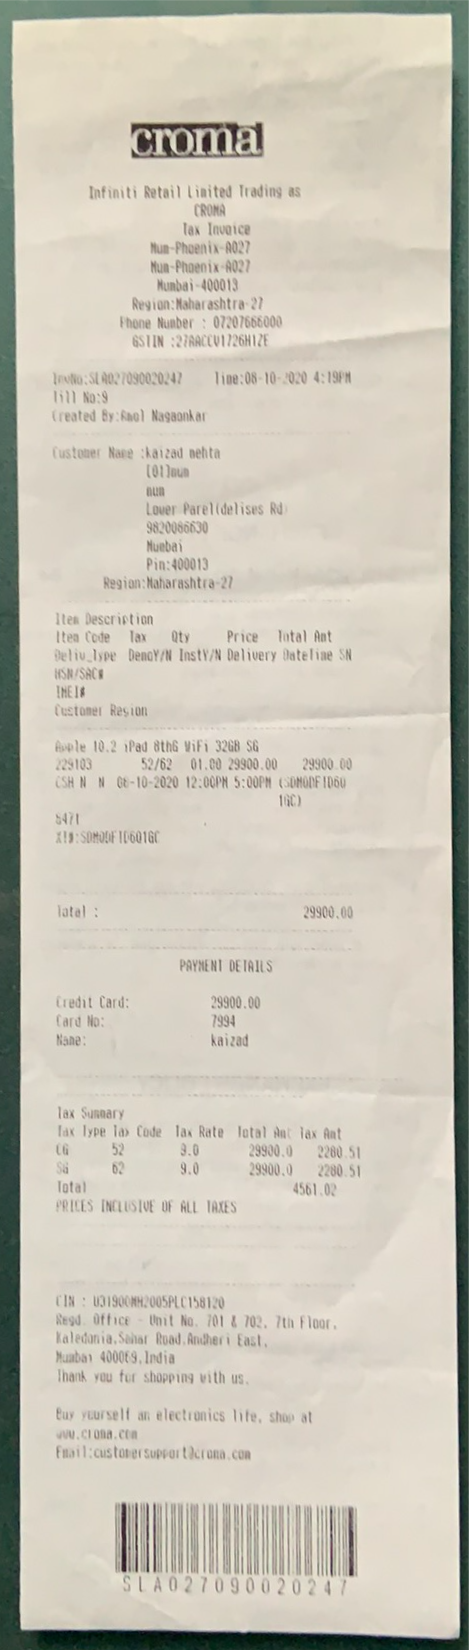 croma
Infiniti Retail Limited Trading as
CROMA
Tax Invoice
Mum-Phoenix-A027
Mum-Phoenix-A027
Mumbai-400013
Region:Maharashtra-27
Phone Number : 07207666000
GSTIN :27AACCV1726H1ZE
InvNo:SLA027090020247 Time:08-10-2020 4:19PM
Till No:9
Created By:Amol Nagaonkar
Customer Name :kaizad mehta
[01]mum
mum
Lower Parel(delises Rd
9820086630
Mumbai
Pin:400013
Region:Maharashtra-27
Item Description
Item Code Tax Qty Price Total Amt
Deliv_Type DemoY/N InstY/N Delivery Datetime SN
HSN/SAC#
IMEI#
Customer Region
Apple 10.2 iPad 8thG WiFi 32GB SG
229103 52/62 01.00 29900.00 29900.00
CSH N N 08-10-2020 12:00PM 5:00PM (SDMQDF1D60
1GC)
8471
XI#:SDMQDF1D601GC
Total : 29900.00
PAYMENT DETAILS
Credit Card: 29900.00
Card No: 7994
Name: kaizad
Tax Summary
Tax Type Tax Code Tax Rate Total Amt Tax Amt
CG 52 9.0 29900.0 2280.51
SG 62 9.0 29900.0 2280.51
Total 4561.02
PRICES INCLUSIVE OF ALL TAXES
CIN : U31900MH2005PLC158120
Regd. Office - Unit No. 701 & 702, 7th Floor,
Kaledonia,Sahar Road,Andheri East,
Mumbai 400069,India
Thank you for shopping with us.
Buy yourself an electronics life, shop at
www.croma.com
Email:customersupport@croma.com
SLA027090020247